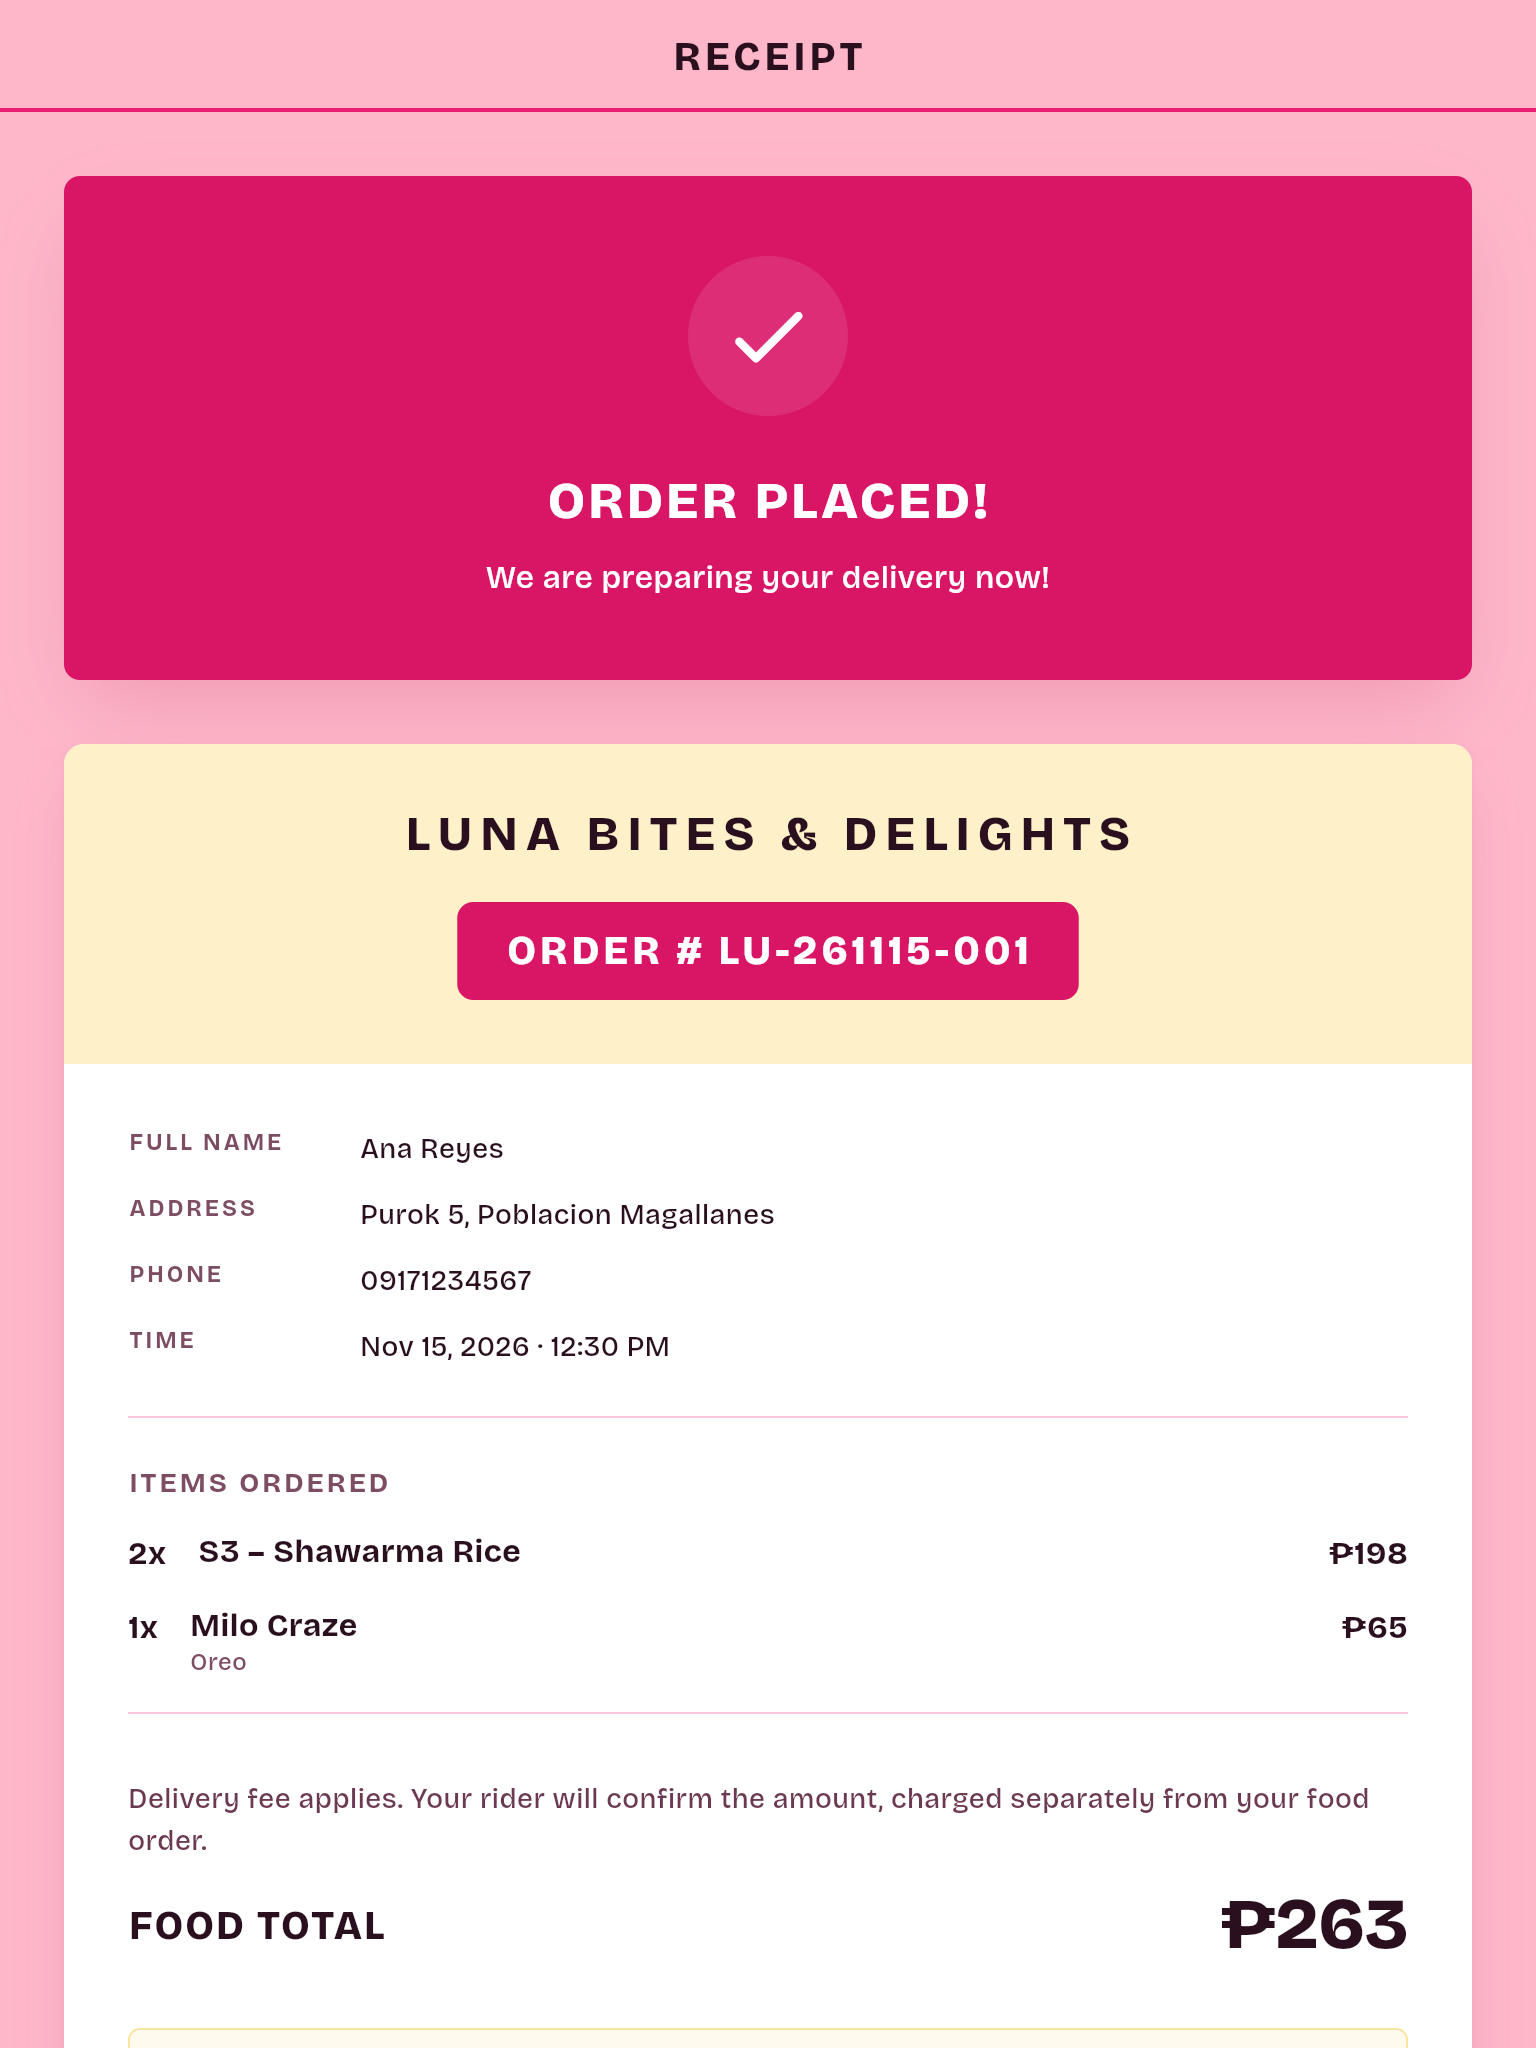 RECEIPT
ORDER PLACED!
We are preparing your delivery now!
LUNA BITES & DELIGHTS
ORDER # LU-261115-001
FULL NAME Ana Reyes
ADDRESS Purok 5, Poblacion Magallanes
PHONE 09171234567
TIME Nov 15, 2026 · 12:30 PM
ITEMS ORDERED
2x S3 – Shawarma Rice ₱198
1x Milo Craze ₱65
Oreo
Delivery fee applies. Your rider will confirm the amount, charged separately from your food
order.
FOOD TOTAL ₱263